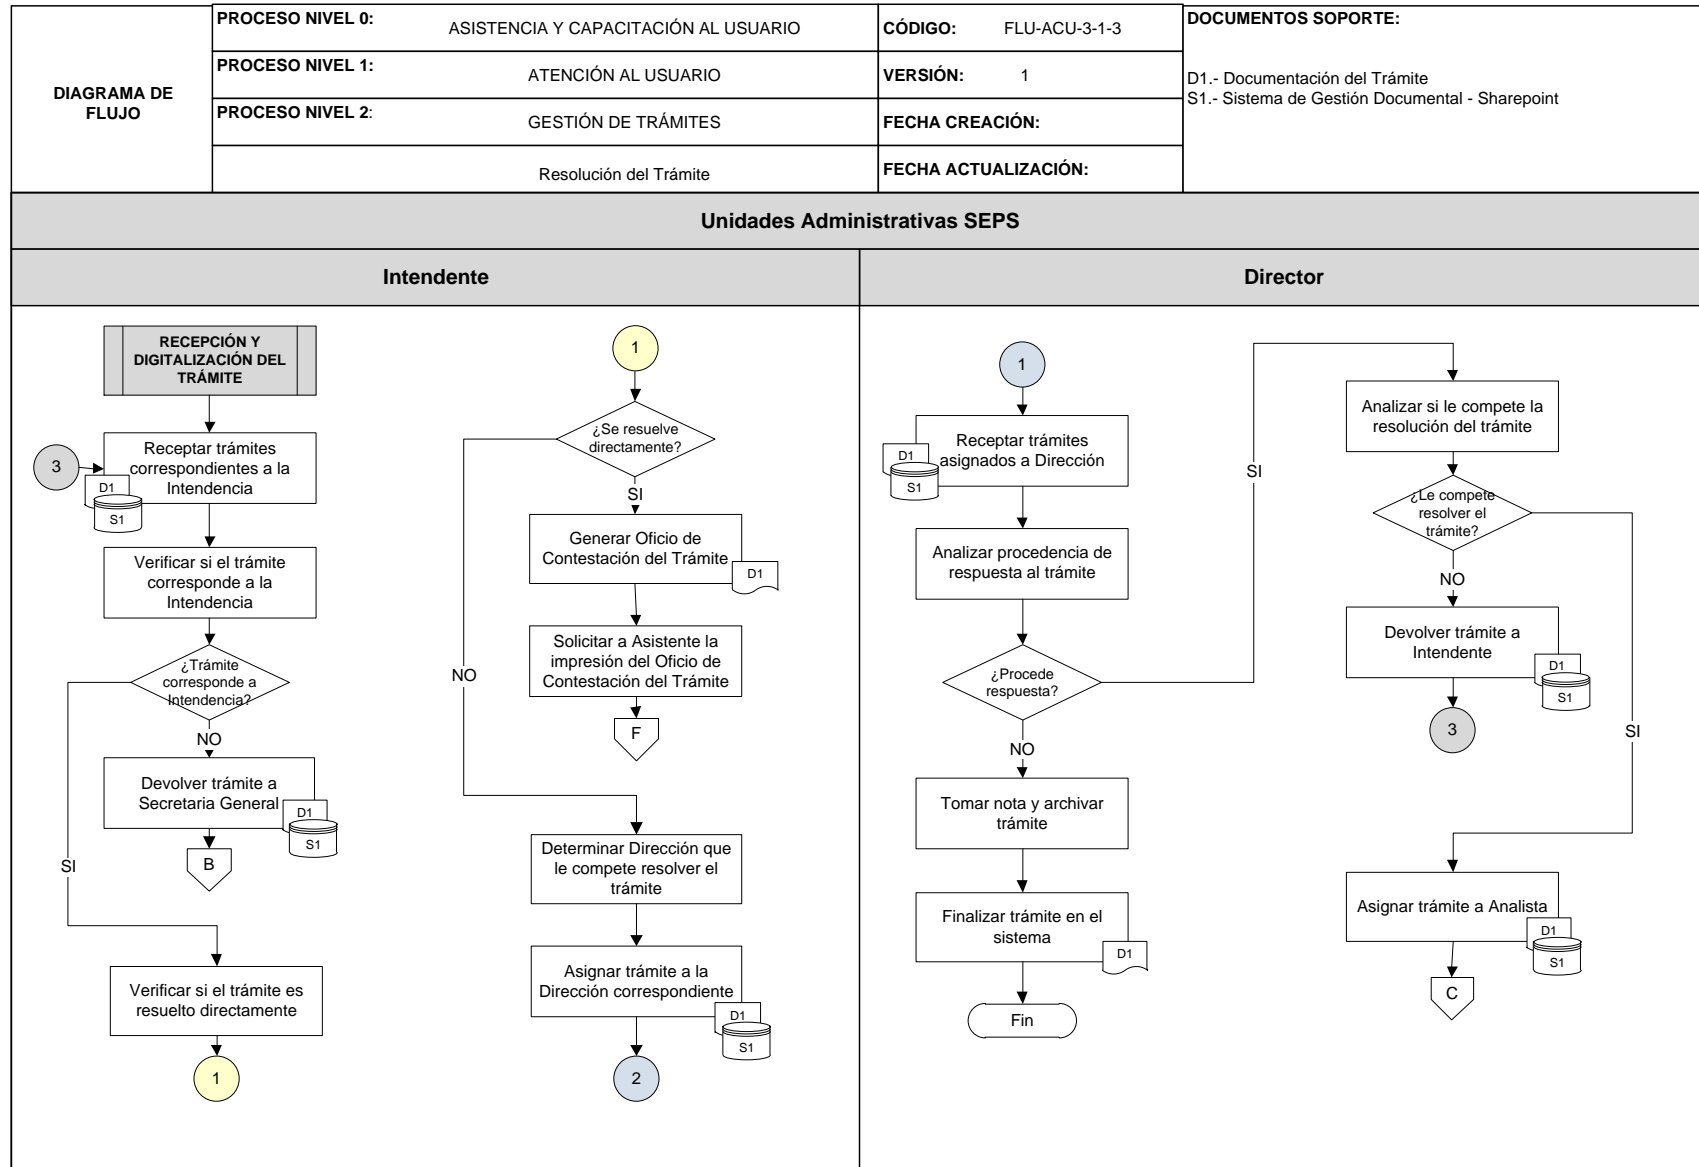 DIAGRAMA DE
FLUJO
PROCESO NIVEL 0:
ASISTENCIA Y CAPACITACIÓN AL USUARIO
PROCESO NIVEL 1:
ATENCIÓN AL USUARIO
PROCESO NIVEL 2:
GESTIÓN DE TRÁMITES
Resolución del Trámite
CÓDIGO: FLU-ACU-3-1-3
VERSIÓN: 1
FECHA CREACIÓN:
FECHA ACTUALIZACIÓN:
DOCUMENTOS SOPORTE:
D1.- Documentación del Trámite
S1.- Sistema de Gestión Documental - Sharepoint
Unidades Administrativas SEPS
Intendente
RECEPCIÓN Y
DIGITALIZACIÓN DEL
TRÁMITE
3
Receptar trámites
correspondientes a la
Intendencia
D1
S1
Verificar si el trámite
corresponde a la
Intendencia
¿Trámite
corresponde a
Intendencia?
NO
Devolver trámite a
Secretaria General
D1
S1
B
SI
Verificar si el trámite es
resuelto directamente
1
1
¿Se resuelve
directamente?
SI
Generar Oficio de
Contestación del Trámite
D1
Solicitar a Asistente la
impresión del Oficio de
Contestación del Trámite
F
NO
Determinar Dirección que
le compete resolver el
trámite
Asignar trámite a la
Dirección correspondiente
D1
S1
2
Director
1
Receptar trámites
asignados a Dirección
D1
S1
Analizar procedencia de
respuesta al trámite
¿Procede
respuesta?
NO
Tomar nota y archivar
trámite
Finalizar trámite en el
sistema
D1
Fin
SI
Analizar si le compete la
resolución del trámite
¿Le compete
resolver el
trámite?
NO
Devolver trámite a
Intendente
D1
S1
3
SI
Asignar trámite a Analista
D1
S1
C